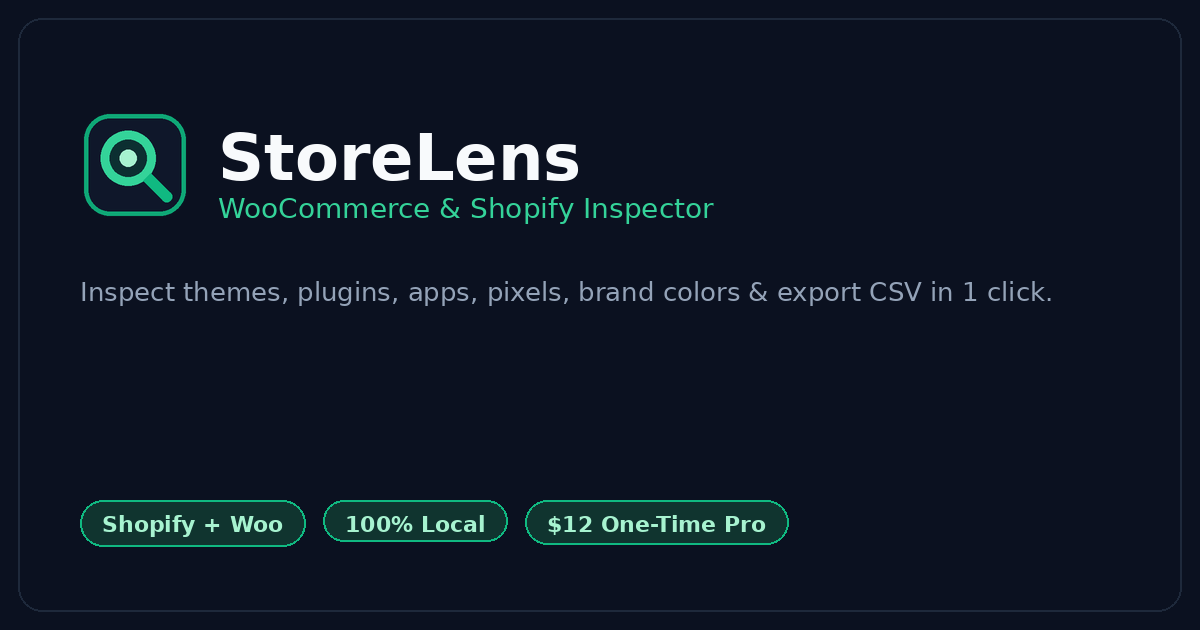 StoreLens
WooCommerce & Shopify Inspector
Inspect themes, plugins, apps, pixels, brand colors & export CSV in 1 click.
Shopify + Woo
100% Local
$12 One-Time Pro